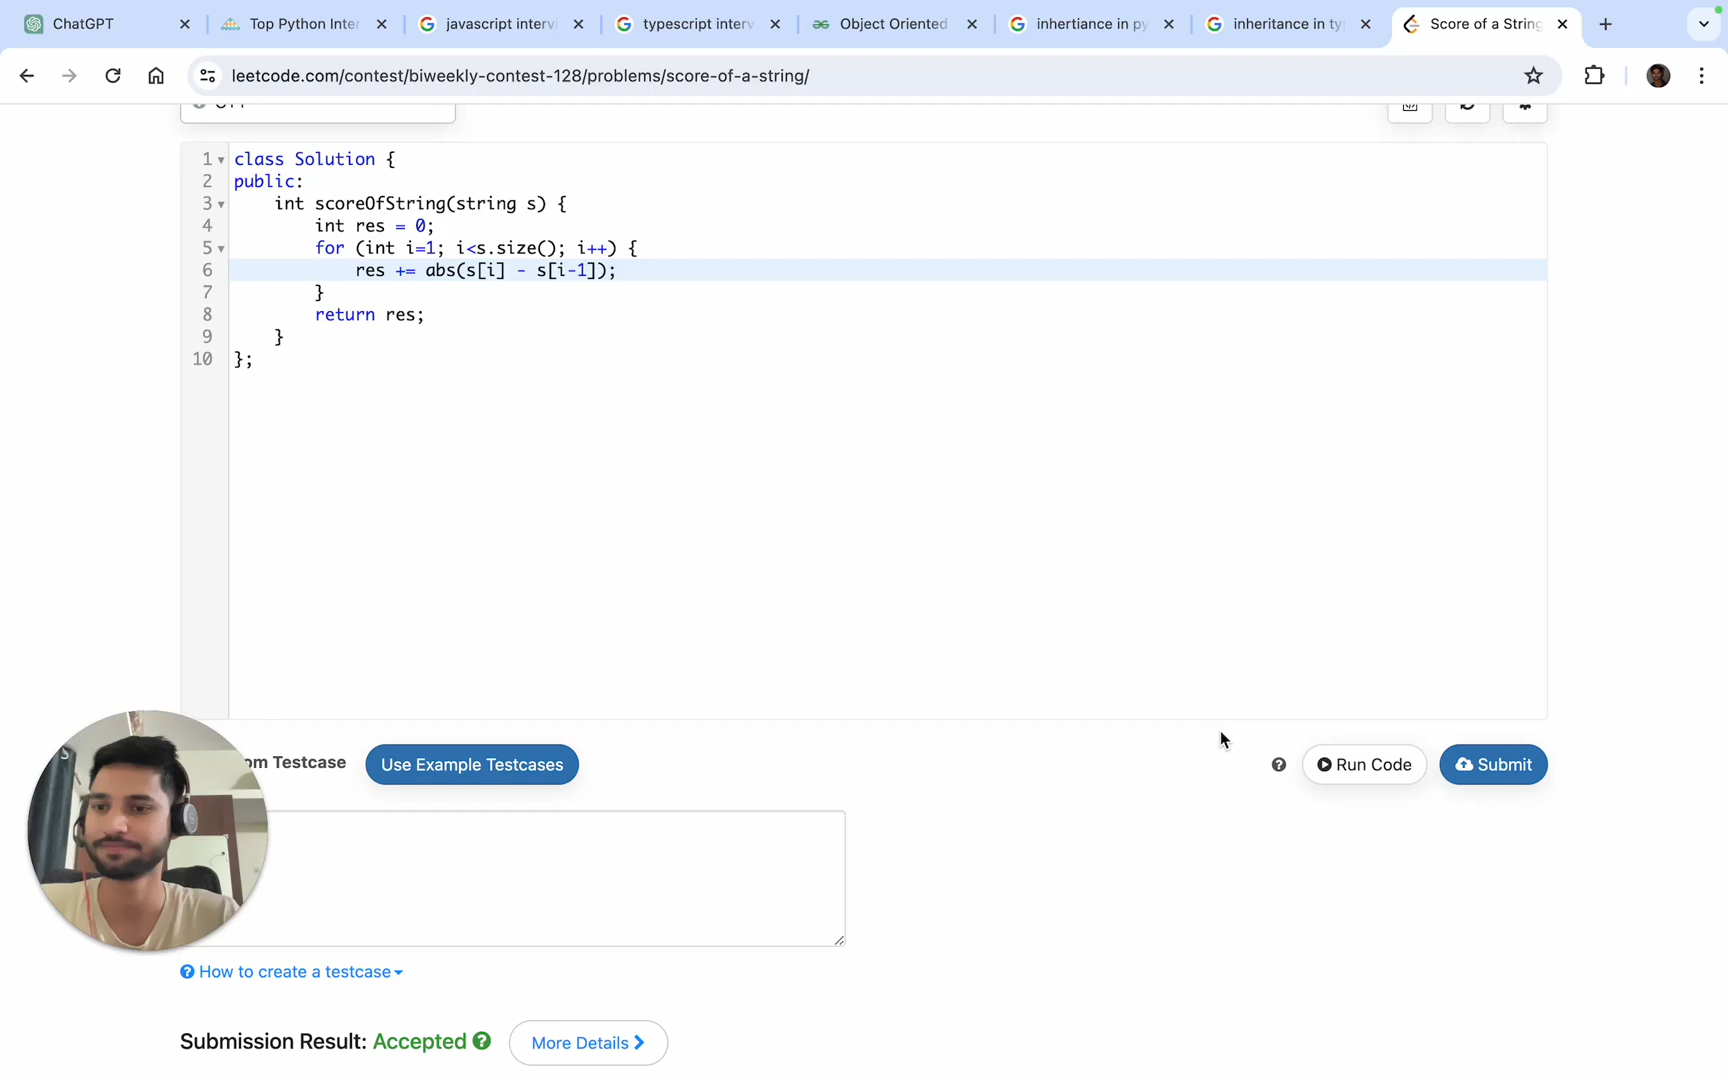 ChatGPT
Top Python Inter
javascript intervi
typescript interv
Object Oriented
inhertiance in py
inheritance in ty
Score of a String
leetcode.com/contest/biweekly-contest-128/problems/score-of-a-string/
1 class Solution {
2 public:
3 int scoreOfString(string s) {
4 int res = 0;
5 for (int i=1; i<s.size(); i++) {
6 res += abs(s[i] - s[i-1]);
7 }
8 return res;
9 }
10 };
om Testcase
Use Example Testcases
Run Code
Submit
How to create a testcase
Submission Result: Accepted
More Details